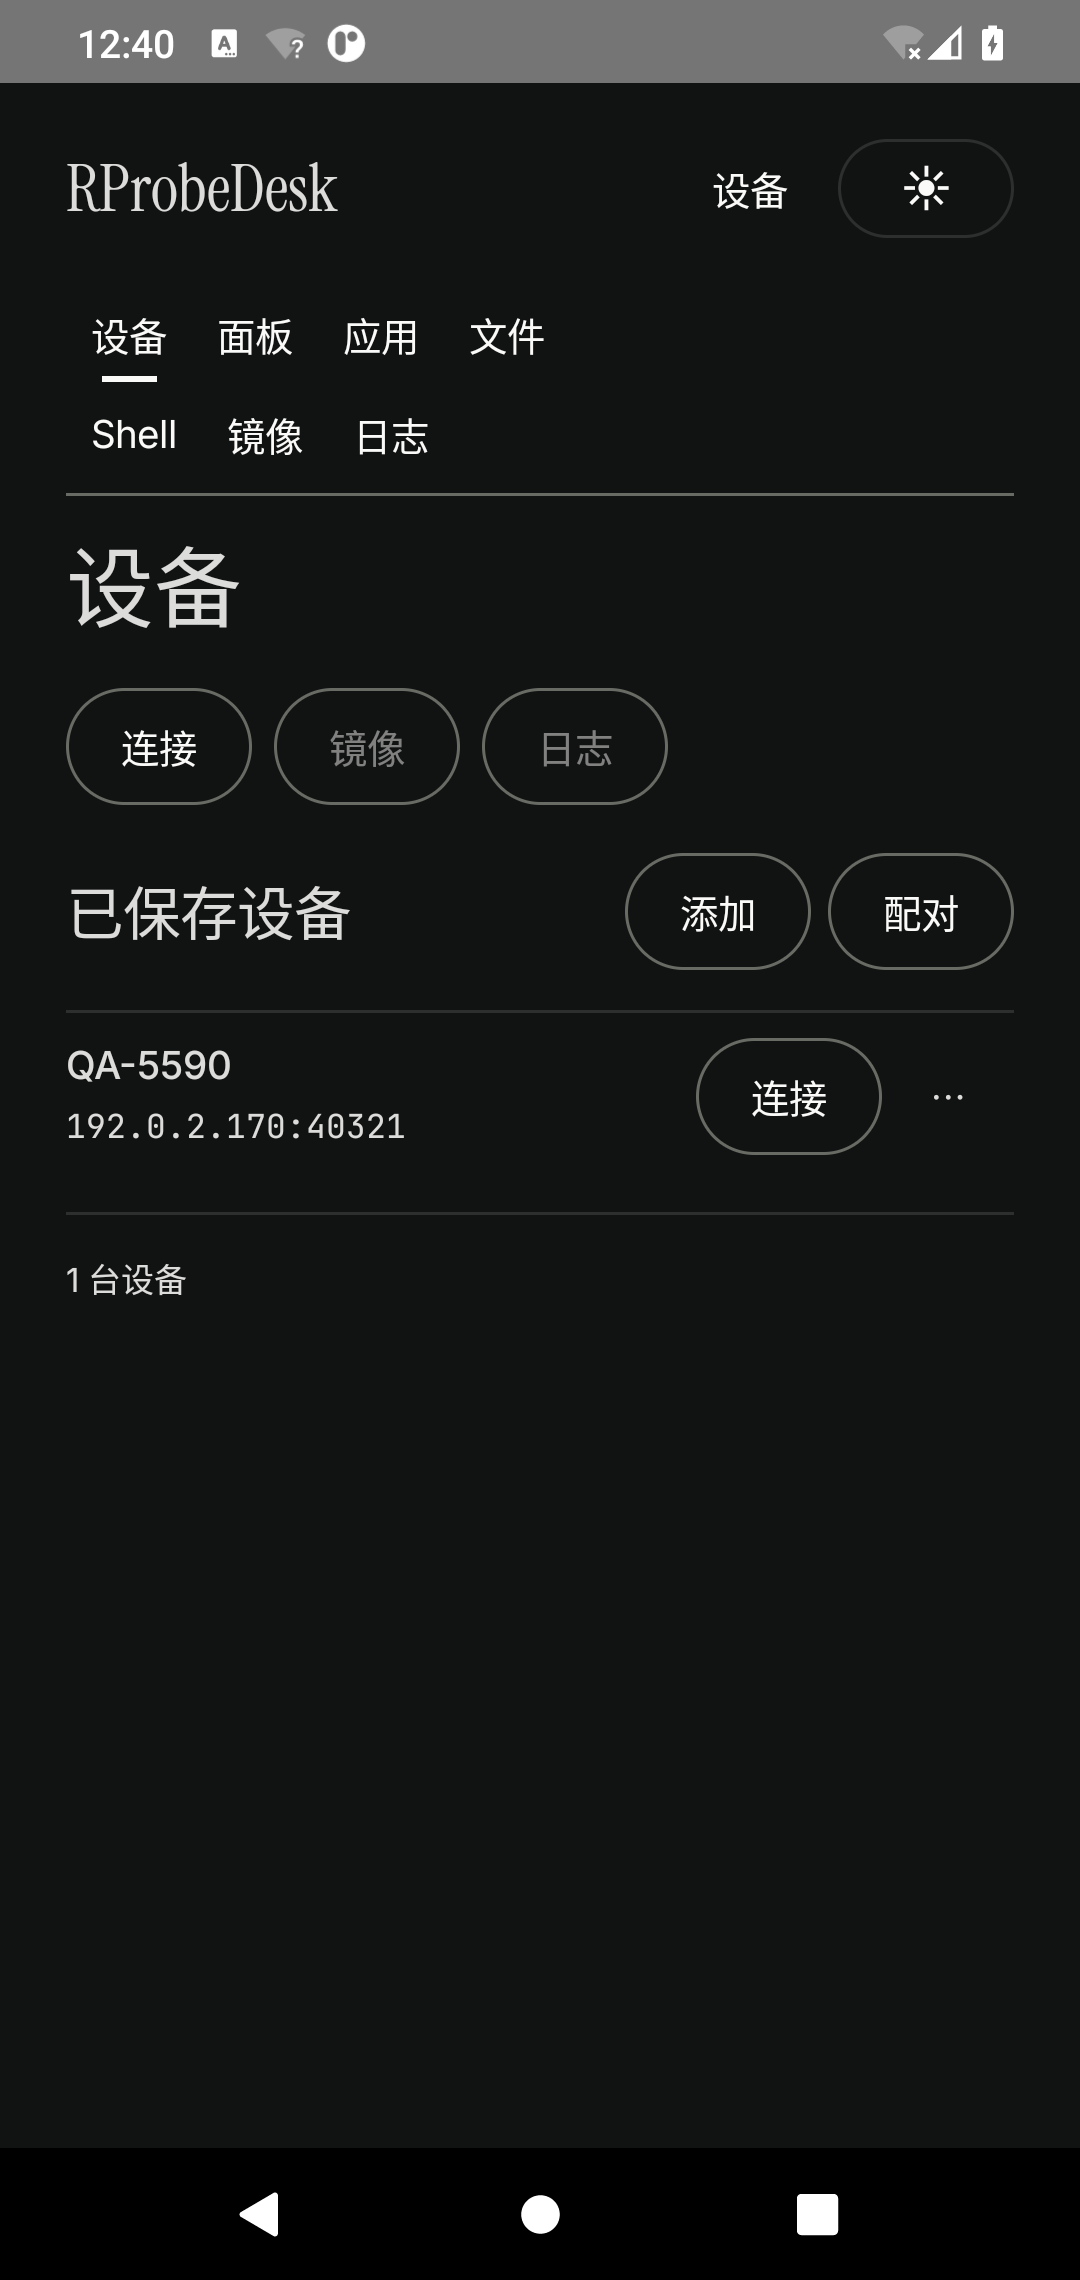 12:40
RProbeDesk
设备
设备 面板 应用 文件
Shell 镜像 日志
设备
连接 镜像 日志
已保存设备 添加 配对
QA-5590
192.0.2.170:40321
连接 ···
1 台设备